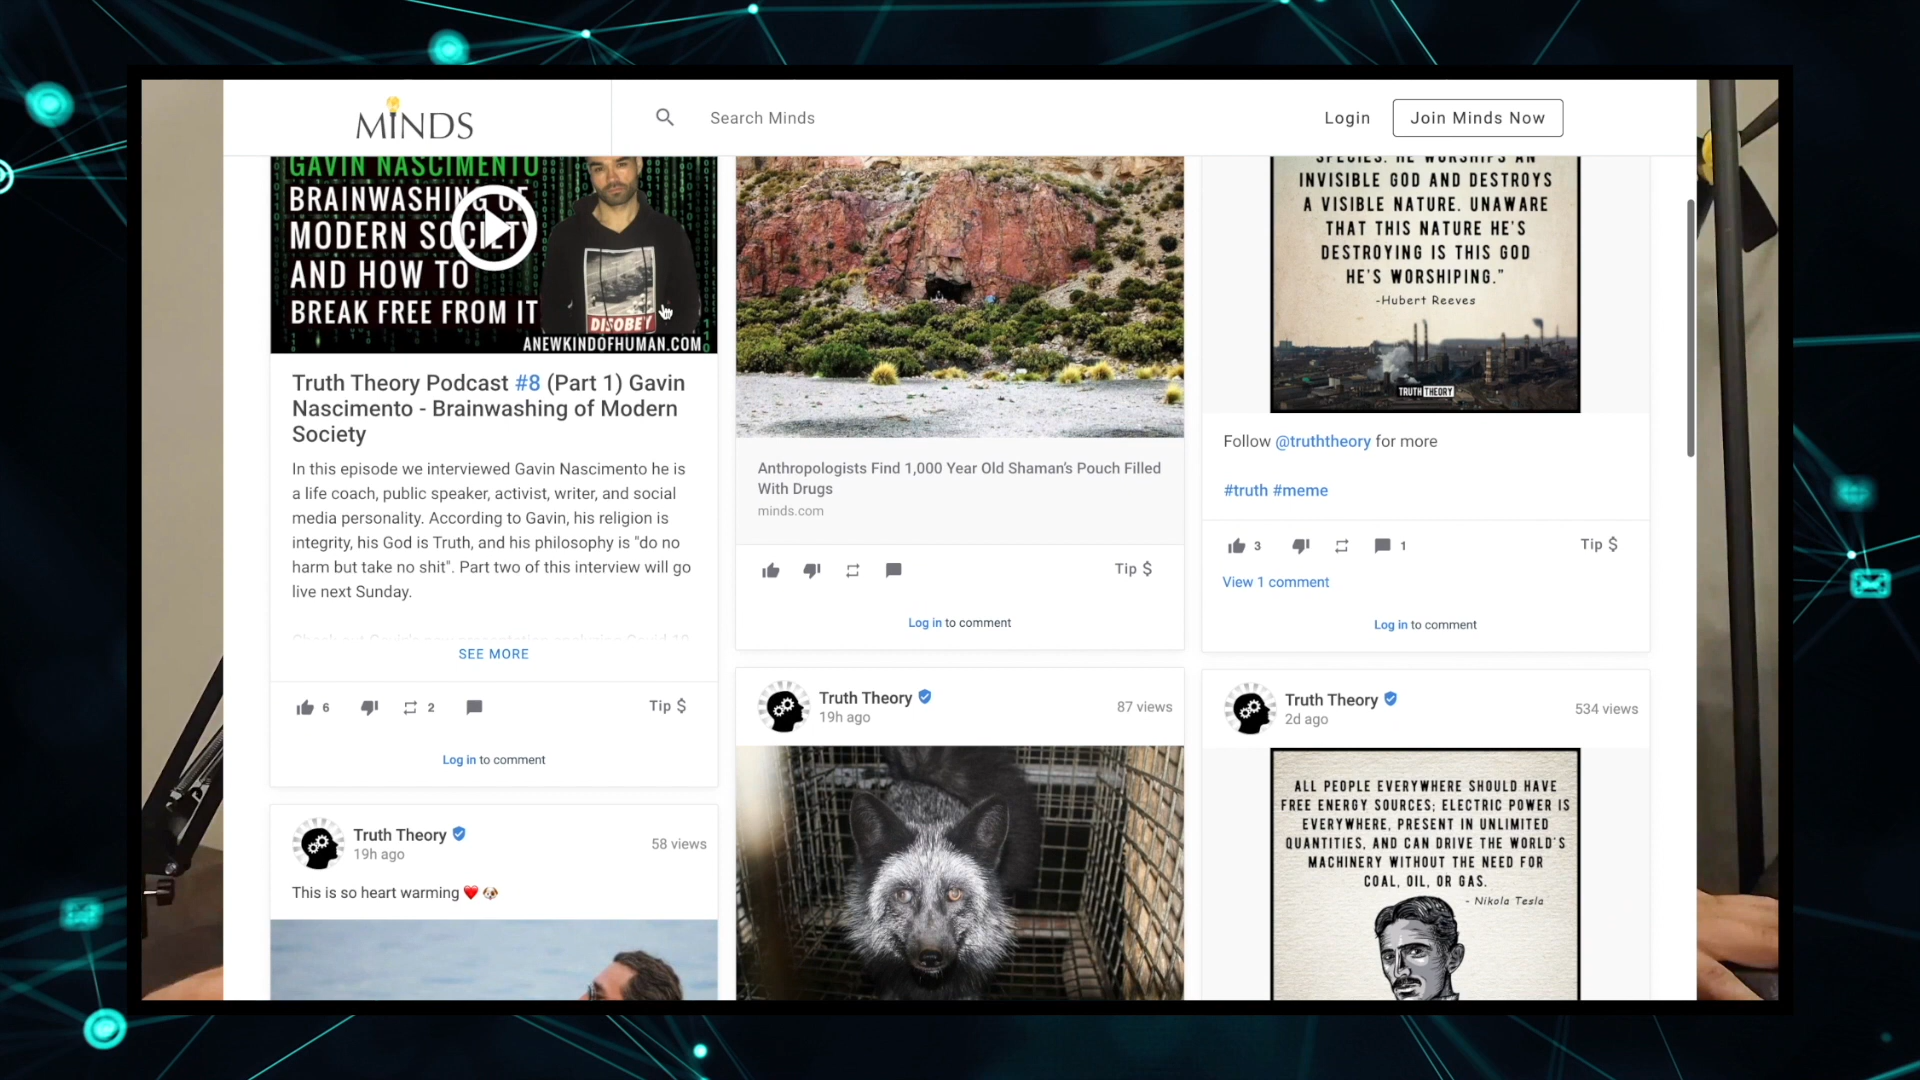 MINDS
Search Minds
Login
Join Minds Now
GAVIN NASCIMENTO
BRAINWASHING OF
MODERN SOCIETY
AND HOW TO
BREAK FREE FROM IT
DISOBEY
ANEWKINDOFHUMAN.COM
Truth Theory Podcast #8 (Part 1) Gavin
Nascimento - Brainwashing of Modern
Society
In this episode we interviewed Gavin Nascimento he is
a life coach, public speaker, activist, writer, and social
media personality. According to Gavin, his religion is
integrity, his God is Truth, and his philosophy is "do no
harm but take no shit". Part two of this interview will go
live next Sunday.
SEE MORE
6
2
Tip $
Log in to comment
Truth Theory
19h ago
58 views
This is so heart warming ❤️ 🐶
Anthropologists Find 1,000 Year Old Shaman's Pouch Filled
With Drugs
minds.com
Tip $
Log in to comment
Truth Theory
19h ago
87 views
SPECIES. HE WORSHIPS AN
INVISIBLE GOD AND DESTROYS
A VISIBLE NATURE. UNAWARE
THAT THIS NATURE HE'S
DESTROYING IS THIS GOD
HE'S WORSHIPING."
-Hubert Reeves
TRUTH THEORY
Follow @truththeory for more
#truth #meme
3
1
Tip $
View 1 comment
Log in to comment
Truth Theory
2d ago
534 views
ALL PEOPLE EVERYWHERE SHOULD HAVE
FREE ENERGY SOURCES; ELECTRIC POWER IS
EVERYWHERE, PRESENT IN UNLIMITED
QUANTITIES, AND CAN DRIVE THE WORLD'S
MACHINERY WITHOUT THE NEED FOR
COAL, OIL, OR GAS.
- Nikola Tesla